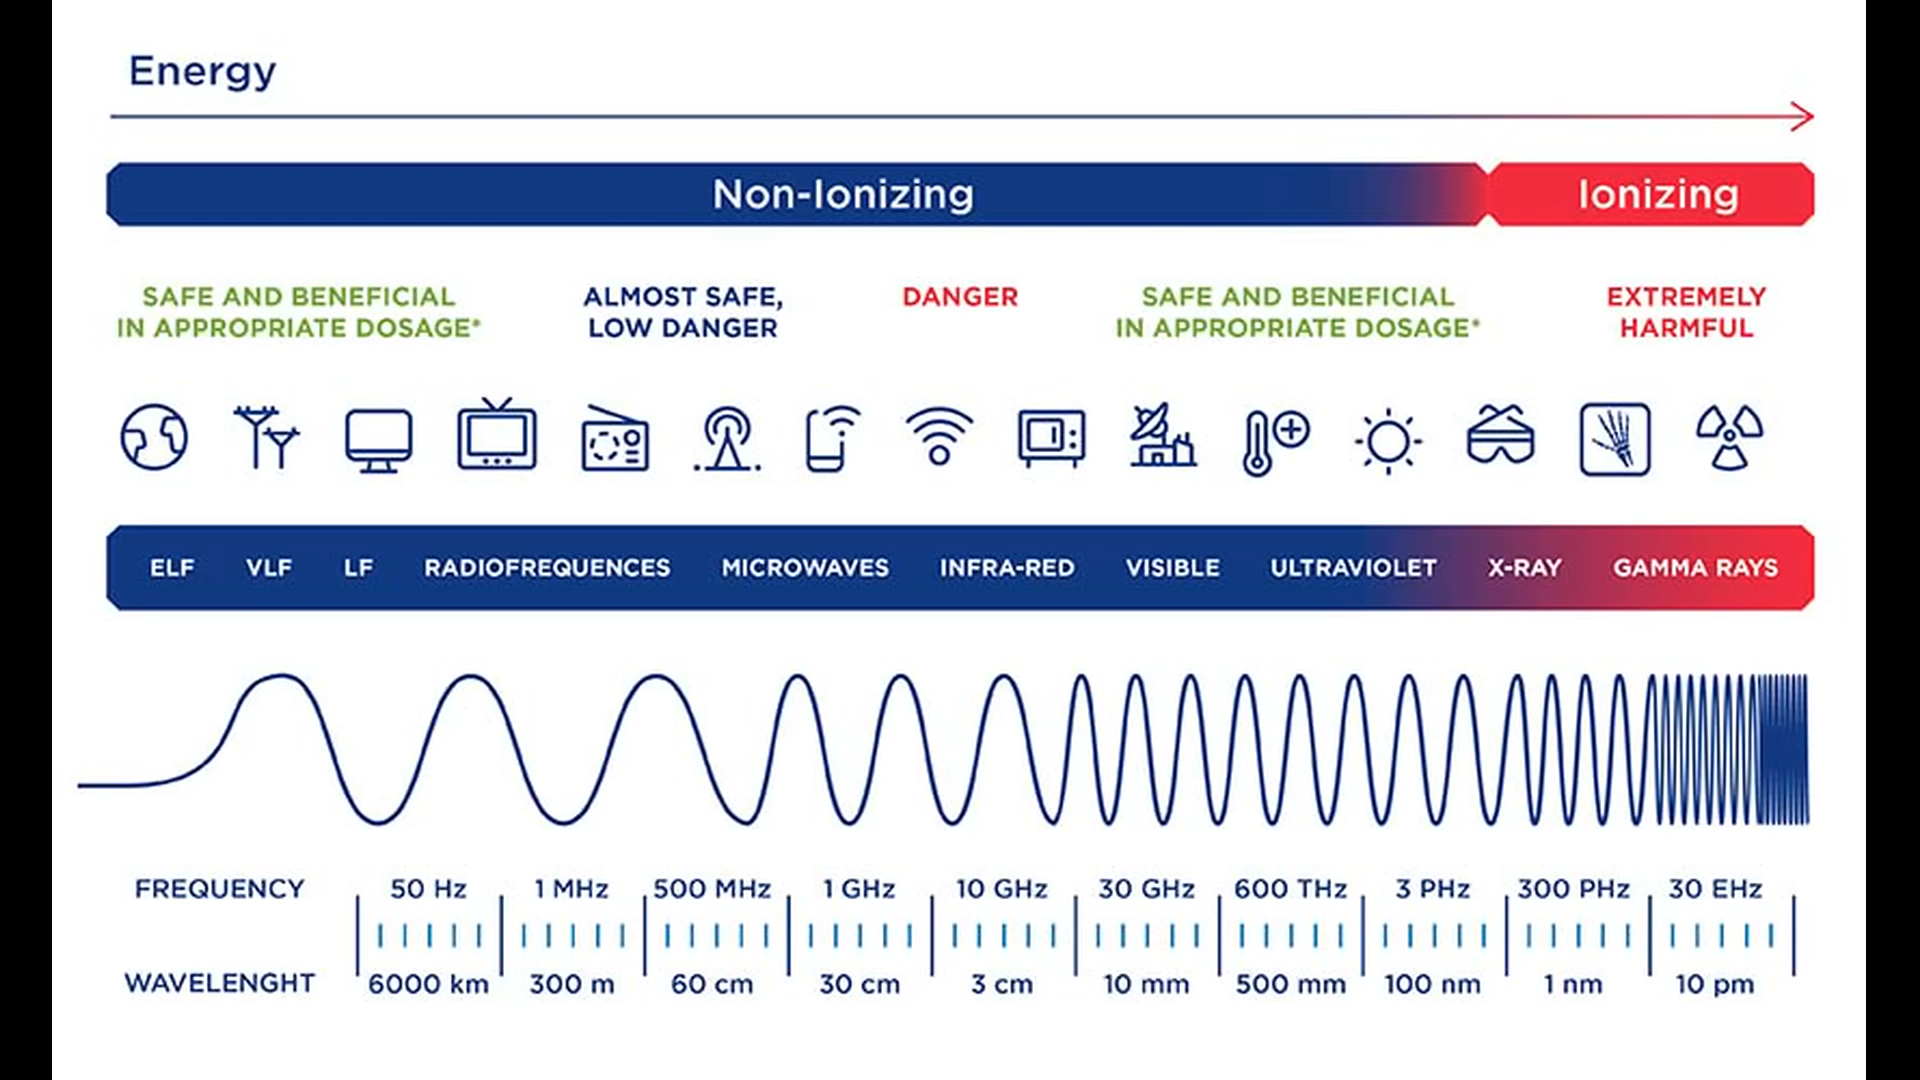 Energy
Non-Ionizing
Ionizing
SAFE AND BENEFICIAL
IN APPROPRIATE DOSAGE*
ALMOST SAFE,
LOW DANGER
DANGER
SAFE AND BENEFICIAL
IN APPROPRIATE DOSAGE*
EXTREMELY
HARMFUL
ELF VLF LF RADIOFREQUENCES MICROWAVES INFRA-RED VISIBLE ULTRAVIOLET X-RAY GAMMA RAYS
FREQUENCY 50 Hz 1 MHz 500 MHz 1 GHz 10 GHz 30 GHz 600 THz 3 PHz 300 PHz 30 EHz
WAVELENGHT 6000 km 300 m 60 cm 30 cm 3 cm 10 mm 500 mm 100 nm 1 nm 10 pm